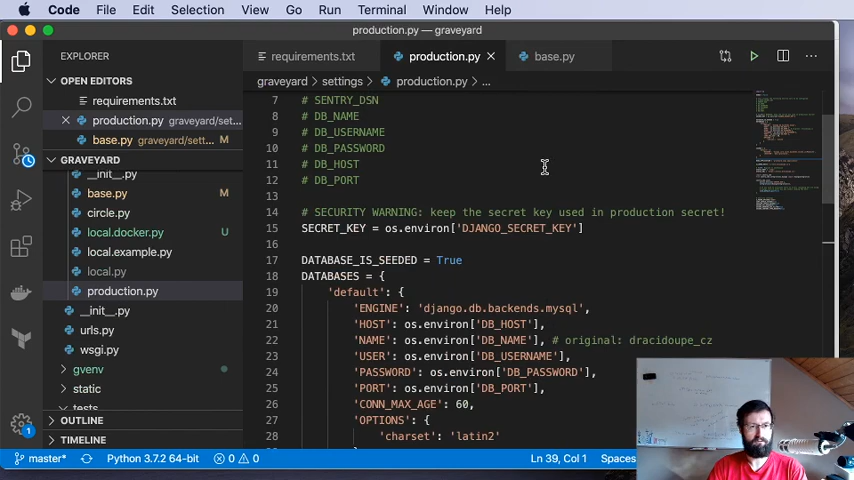 Code File Edit Selection View Go Run Terminal Window Help
production.py — graveyard
EXPLORER
requirements.txt
production.py
base.py
OPEN EDITORS
requirements.txt
production.py graveyard/sett...
base.py graveyard/sett... M
GRAVEYARD
__init__.py
base.py M
circle.py
local.docker.py U
local.example.py
local.py
production.py
__init__.py
urls.py
wsgi.py
gvenv
static
tests
OUTLINE
TIMELINE
graveyard > settings > production.py > ...
7 # SENTRY_DSN
8 # DB_NAME
9 # DB_USERNAME
10 # DB_PASSWORD
11 # DB_HOST
12 # DB_PORT
13
14 # SECURITY WARNING: keep the secret key used in production secret!
15 SECRET_KEY = os.environ['DJANGO_SECRET_KEY']
16
17 DATABASE_IS_SEEDED = True
18 DATABASES = {
19 'default': {
20 'ENGINE': 'django.db.backends.mysql',
21 'HOST': os.environ['DB_HOST'],
22 'NAME': os.environ['DB_NAME'], # original: dracidoupe_cz
23 'USER': os.environ['DB_USERNAME'],
24 'PASSWORD': os.environ['DB_PASSWORD'],
25 'PORT': os.environ['DB_PORT'],
26 'CONN_MAX_AGE': 60,
27 'OPTIONS': {
28 'charset': 'latin2'
1
master* Python 3.7.2 64-bit 0 0 Ln 39, Col 1 Spaces